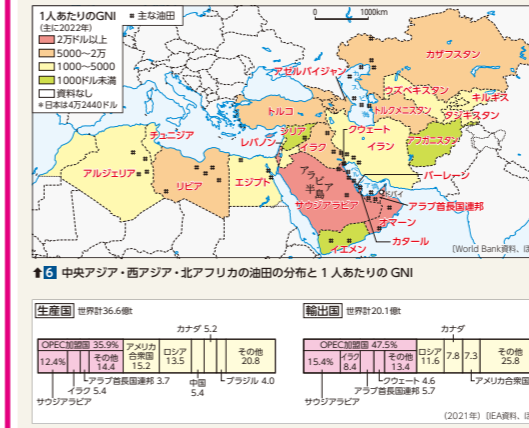 1人あたりのGNI
(主に2022年)
2万ドル以上
5000〜2万
1000〜5000
1000ドル未満
資料なし
*日本は4万2440ドル
主な油田
0 1000km
カザフスタン
アゼルバイジャン
ウズベキスタン
キルギス
トルコ
トルクメニスタン
タジキスタン
チュニジア
シリア
クウェート
レバノン
イラク
イラン
アフガニスタン
アルジェリア
リビア
エジプト
アラビア半島
バーレーン
ドバイ
サウジアラビア
アラブ首長国連邦
オマーン
カタール
イエメン
[World Bank資料、ほ
↑6 中央アジア・西アジア・北アフリカの油田の分布と1人あたりのGNI
生産国 世界計36.6億t
カナダ 5.2
OPEC加盟国 35.9%
12.4%
その他 14.4
アメリカ合衆国 15.2
ロシア 13.5
その他 20.8
アラブ首長国連邦 3.7
イラク 5.4
中国 5.4
ブラジル 4.0
サウジアラビア
輸出国 世界計20.1億t
カナダ
OPEC加盟国 47.5%
15.4%
イラク 8.4
その他 13.4
ロシア 11.6
7.8
7.3
その他 25.8
クウェート 4.6
アラブ首長国連邦 5.7
アメリカ合衆国
サウジアラビア
(2021年) [IEA資料、ほ